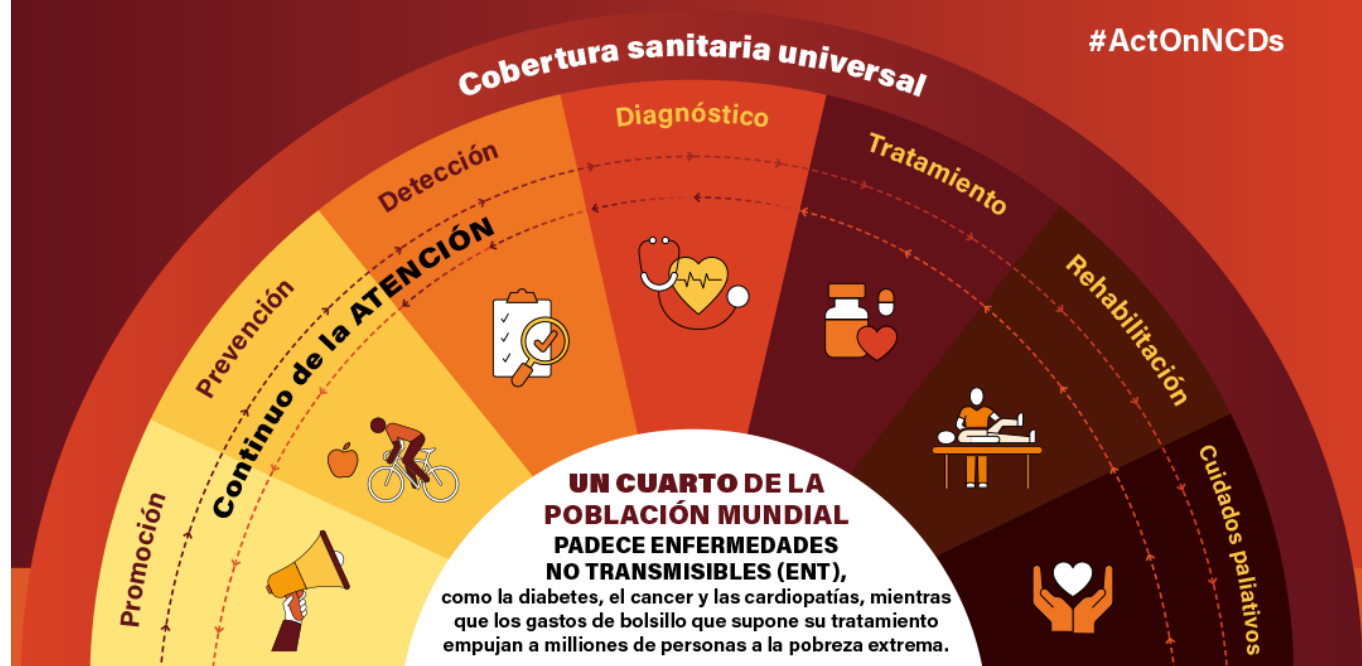 #ActOnNCDs
Cobertura sanitaria universal
Promoción
Prevención
Detección
Diagnóstico
Tratamiento
Rehabilitación
Cuidados paliativos
Continuo de la ATENCIÓN
UN CUARTO DE LA
POBLACIÓN MUNDIAL
PADECE ENFERMEDADES
NO TRANSMISIBLES (ENT),
como la diabetes, el cancer y las cardiopatías, mientras
que los gastos de bolsillo que supone su tratamiento
empujan a millones de personas a la pobreza extrema.